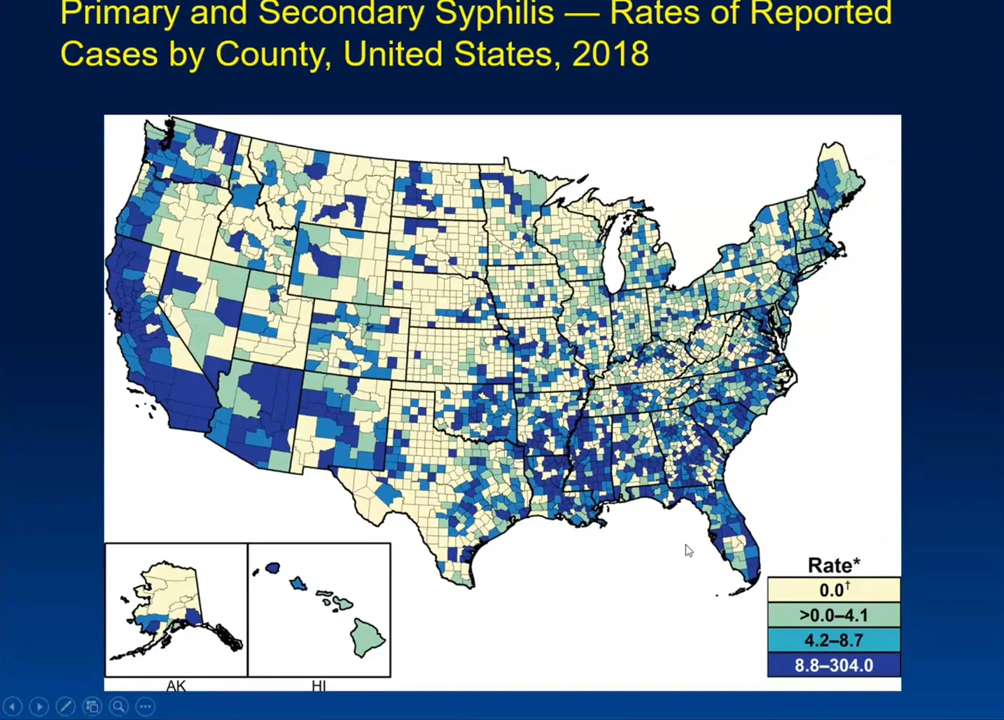 Primary and Secondary Syphilis — Rates of Reported
Cases by County, United States, 2018
Rate*
0.0†
>0.0–4.1
4.2–8.7
8.8–304.0
AK
HI